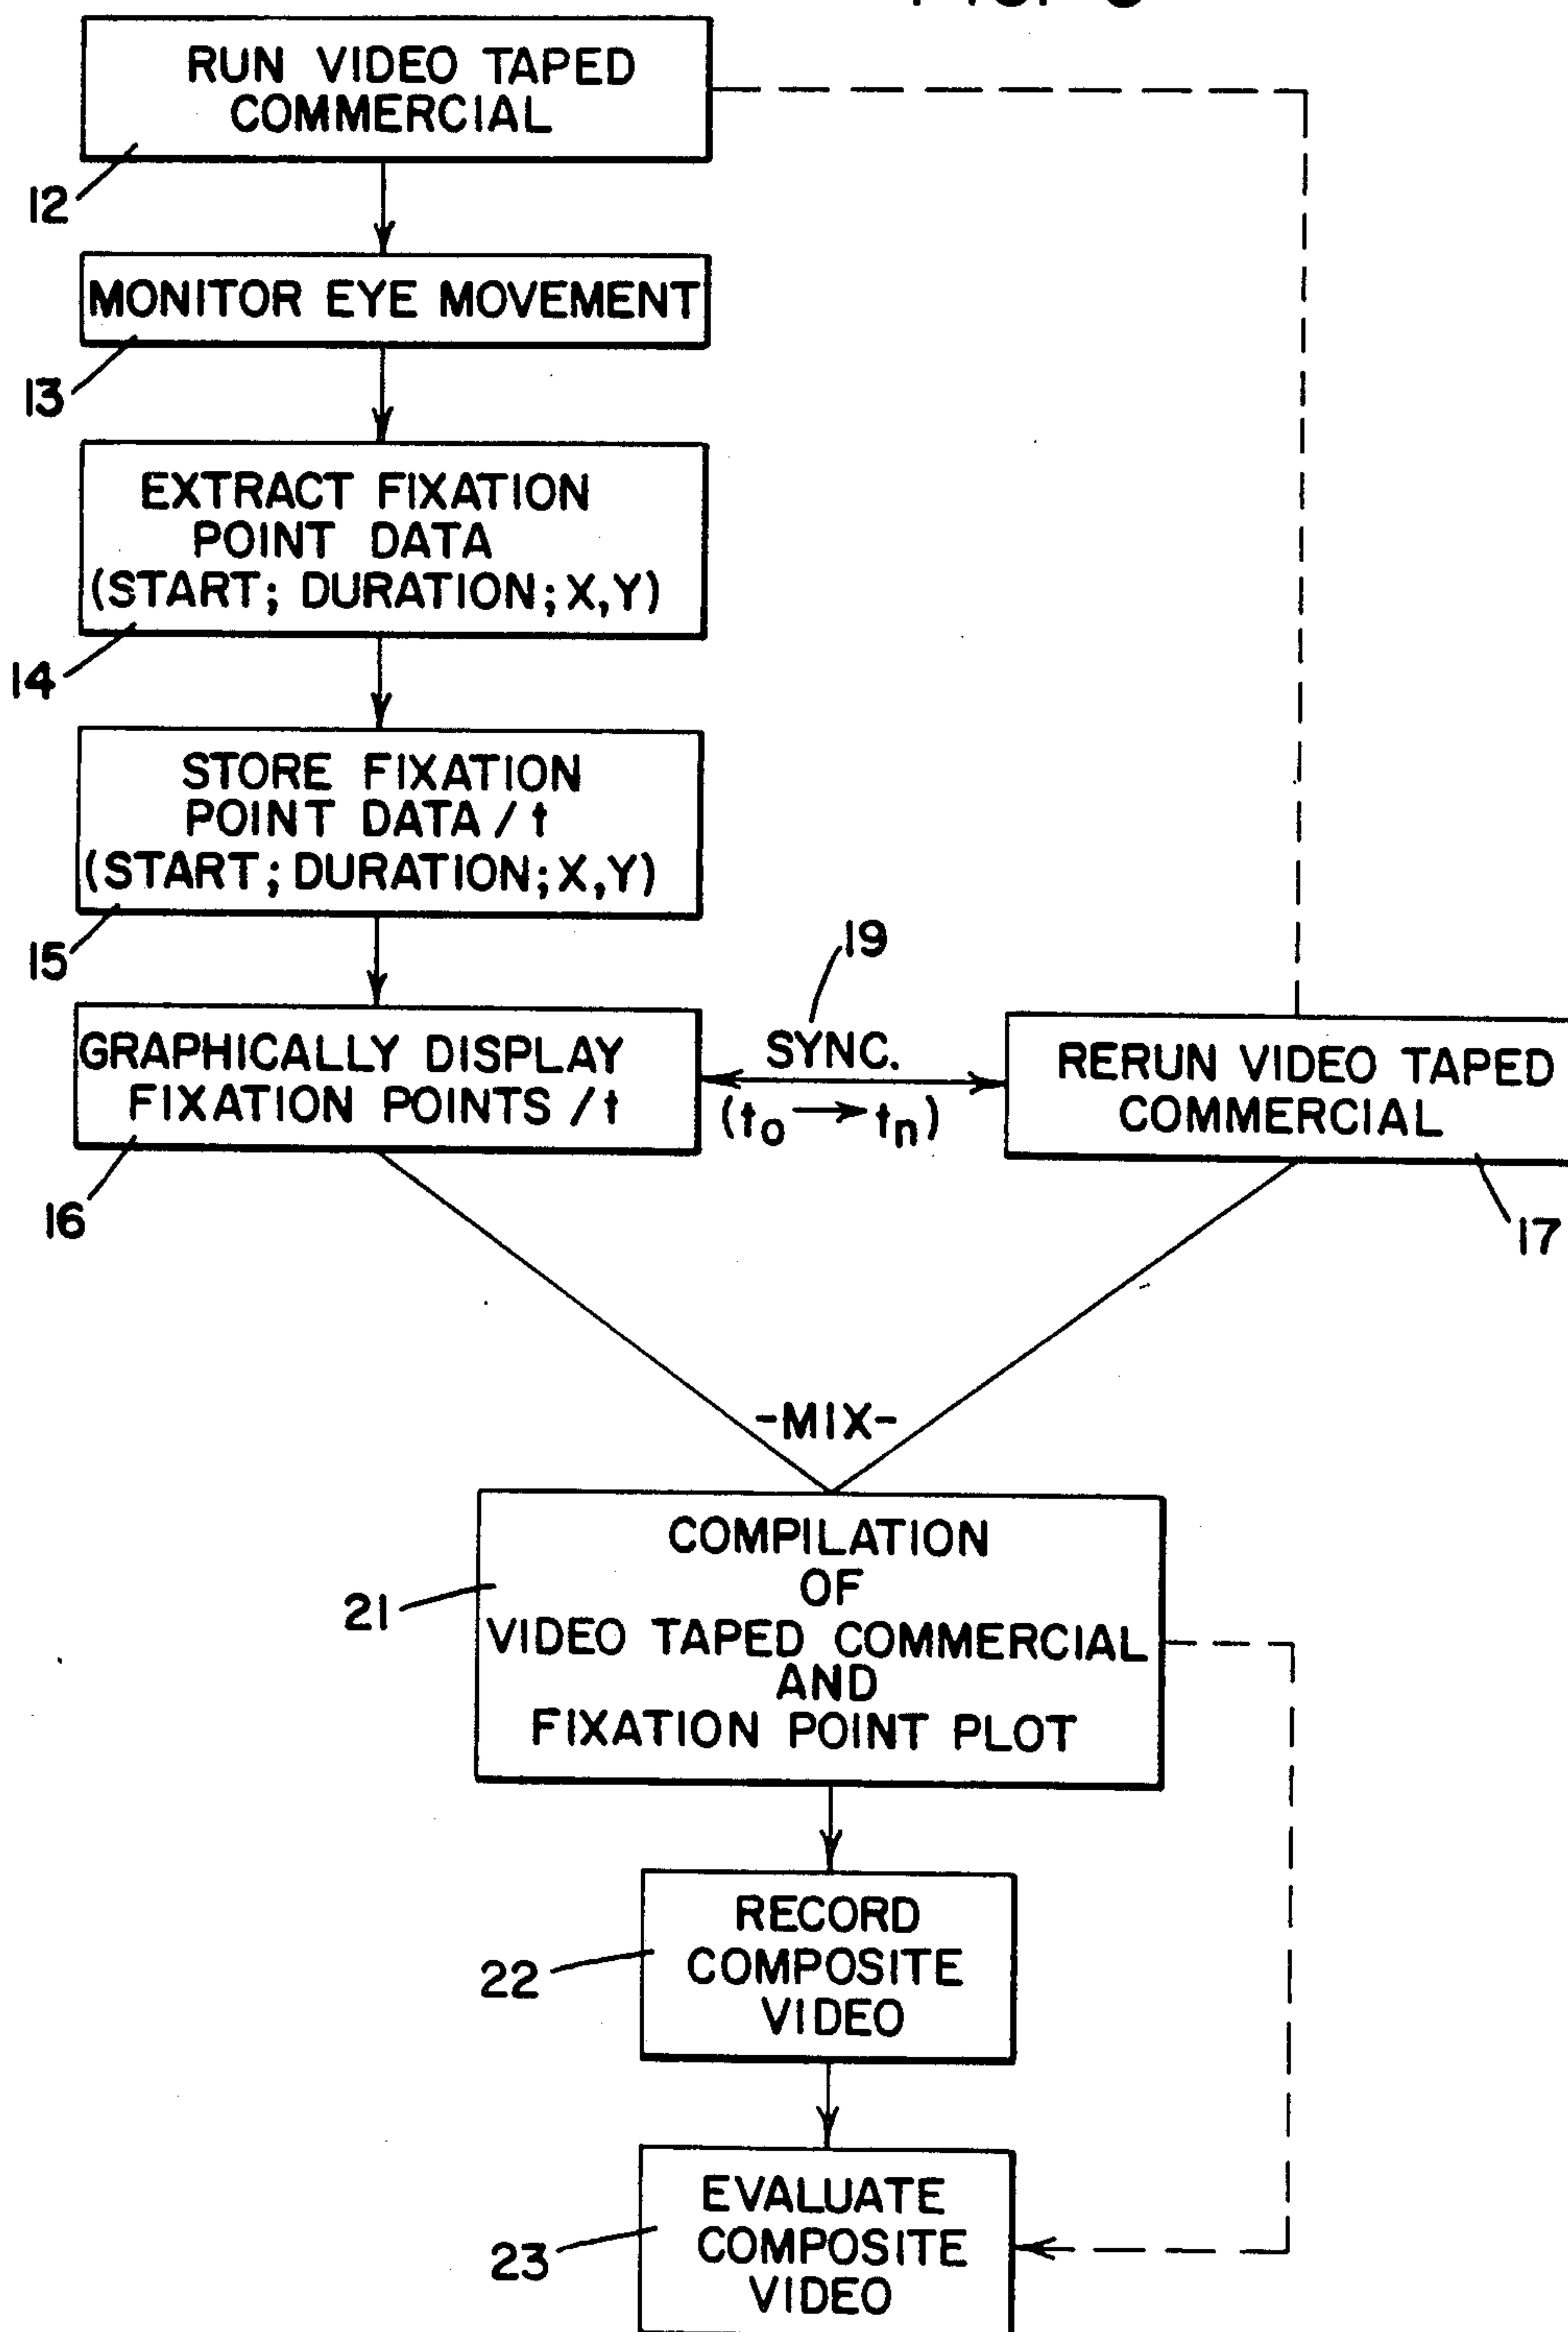 RUN VIDEO TAPED
COMMERCIAL
12
MONITOR EYE MOVEMENT
13
EXTRACT FIXATION
POINT DATA
(START; DURATION; X,Y)
14
STORE FIXATION
POINT DATA / t
(START; DURATION; X,Y)
15
GRAPHICALLY DISPLAY
FIXATION POINTS / t
16
19
SYNC.
(t₀ → tₙ)
RERUN VIDEO TAPED
COMMERCIAL
17
-MIX-
COMPILATION
OF
VIDEO TAPED COMMERCIAL
AND
FIXATION POINT PLOT
21
RECORD
COMPOSITE
VIDEO
22
EVALUATE
COMPOSITE
VIDEO
23